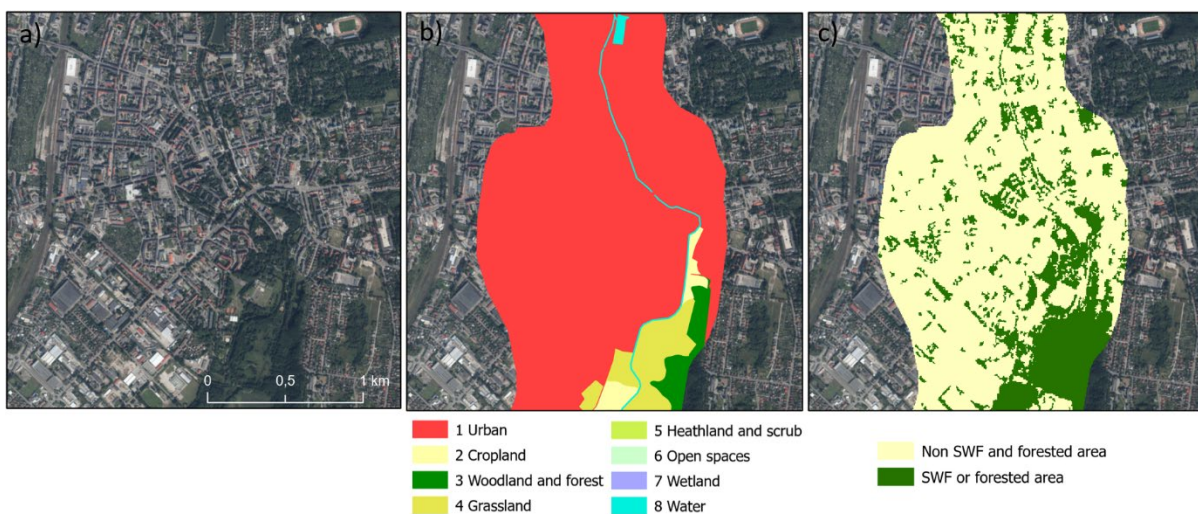 a)
b)
c)
0 0,5 1 km
1 Urban
2 Cropland
3 Woodland and forest
4 Grassland
5 Heathland and scrub
6 Open spaces
7 Wetland
8 Water
Non SWF and forested area
SWF or forested area